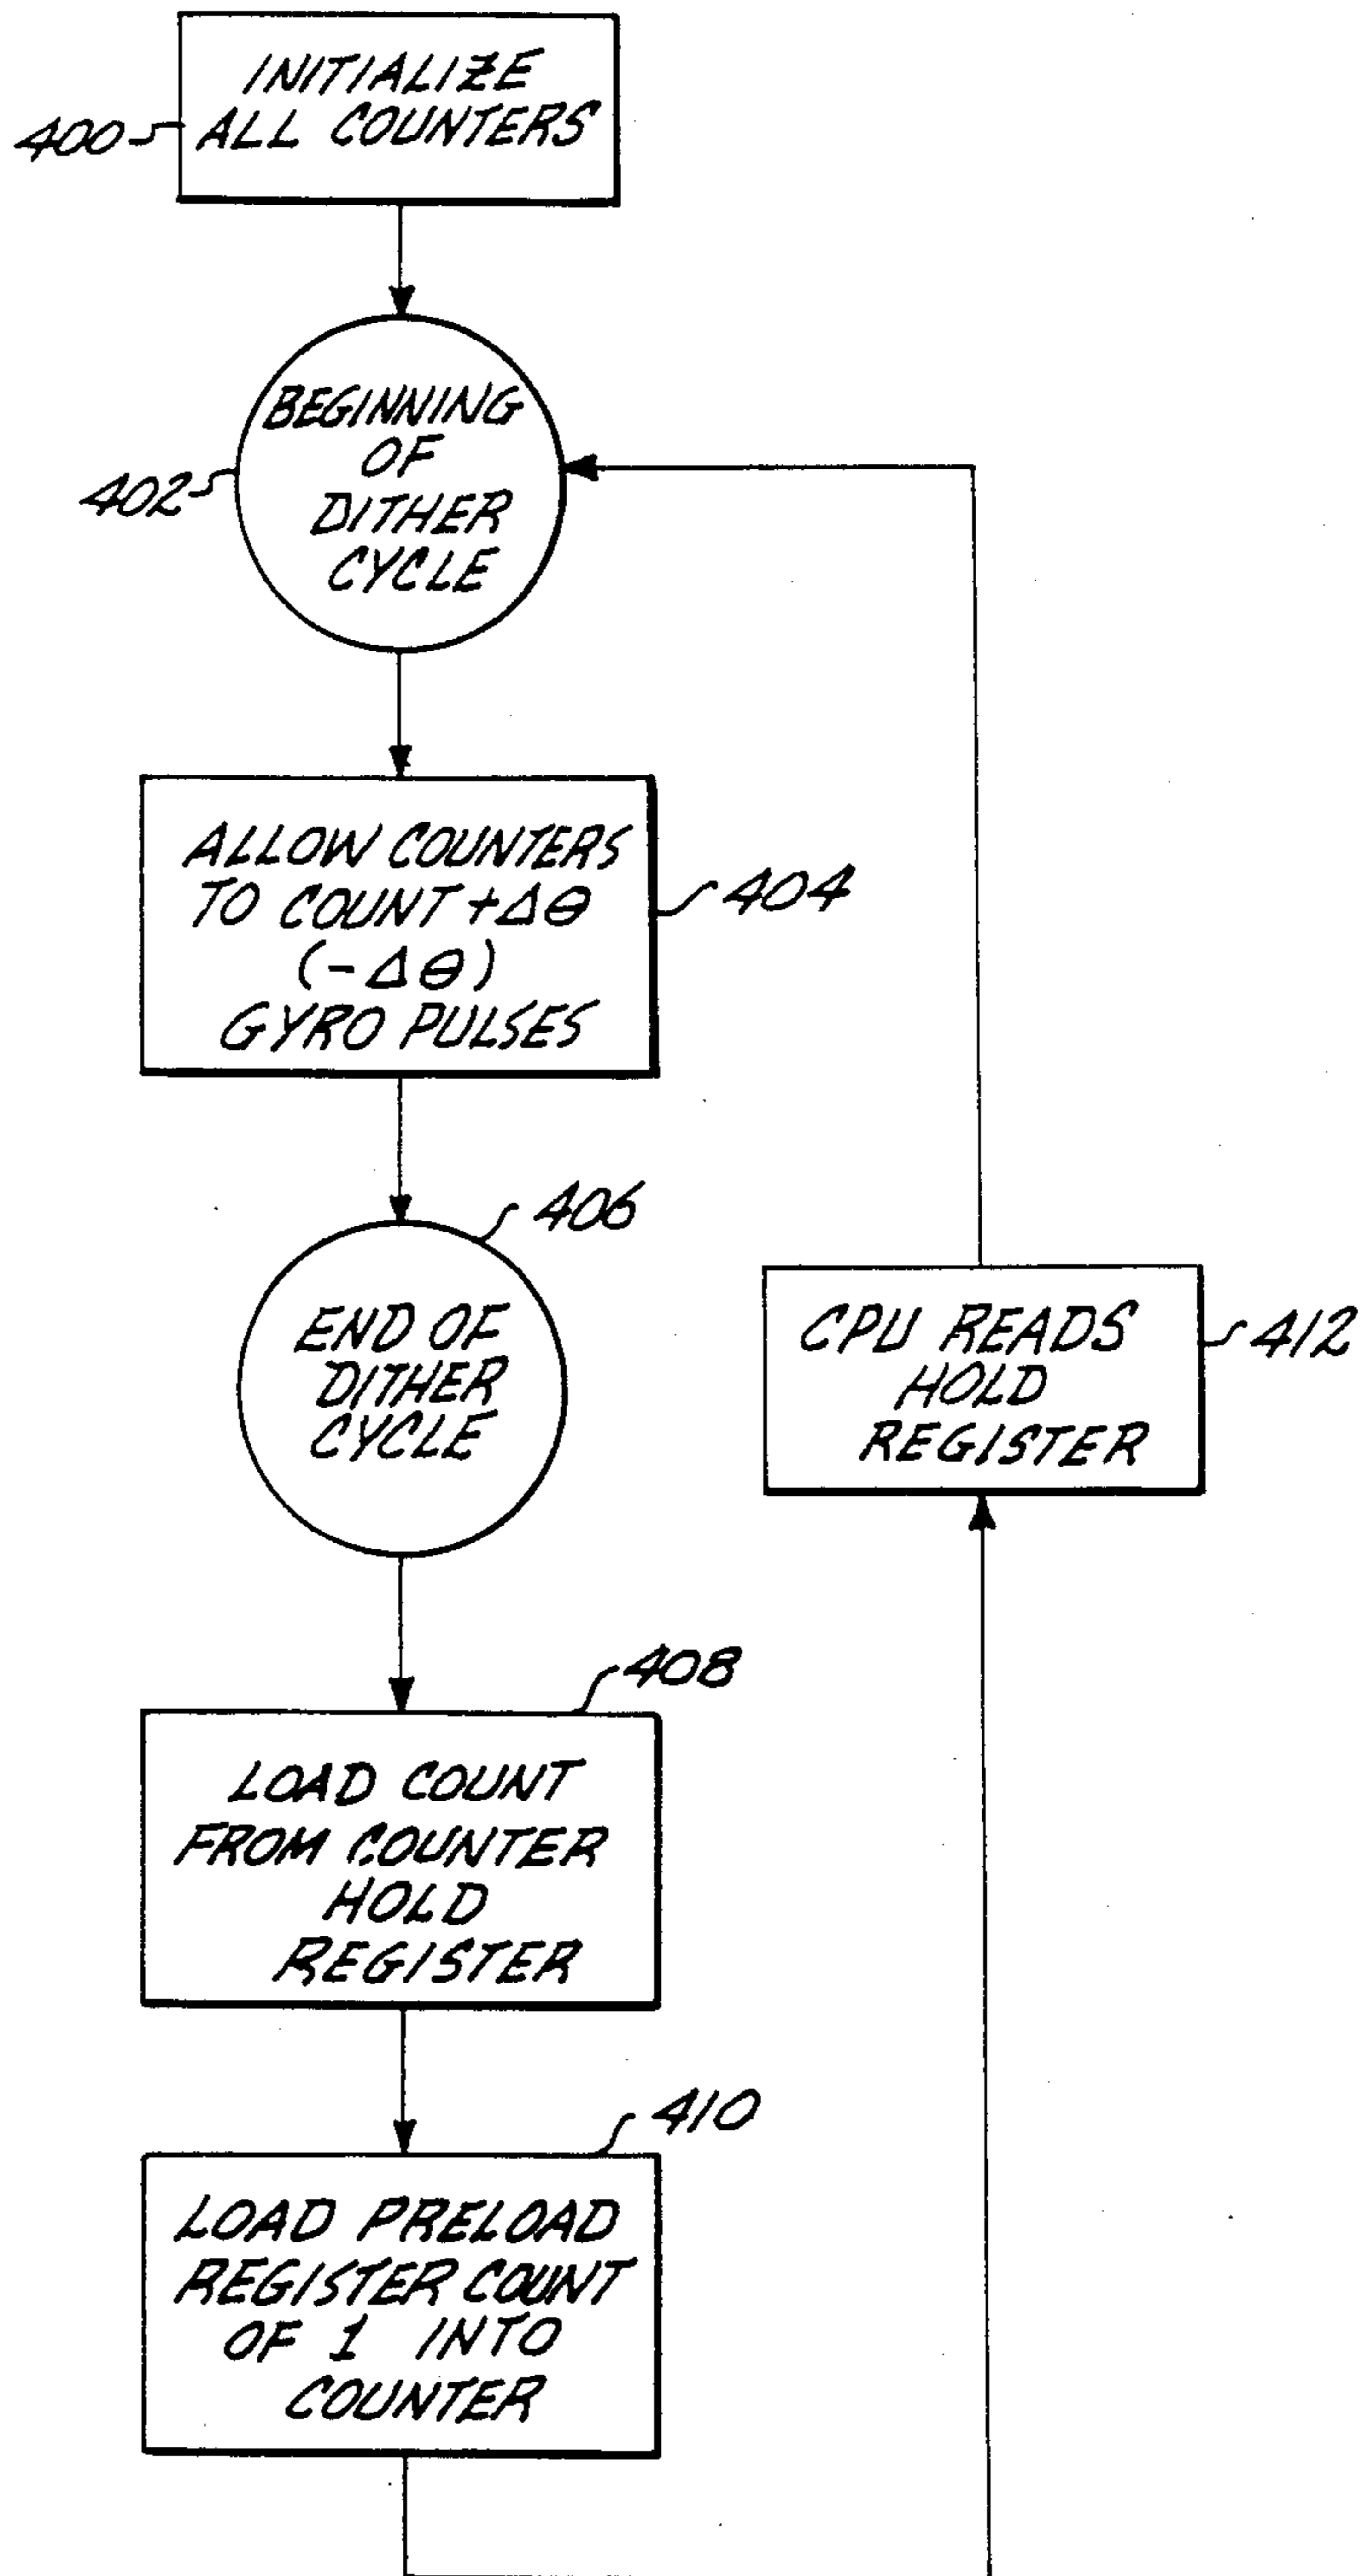 INITIALIZE
ALL COUNTERS
400
BEGINNING
OF
DITHER
CYCLE
402
ALLOW COUNTERS
TO COUNT +Δθ
(-Δθ)
GYRO PULSES
404
406
END OF
DITHER
CYCLE
CPU READS
HOLD
REGISTER
412
408
LOAD COUNT
FROM COUNTER
HOLD
REGISTER
410
LOAD PRELOAD
REGISTER COUNT
OF 1 INTO
COUNTER